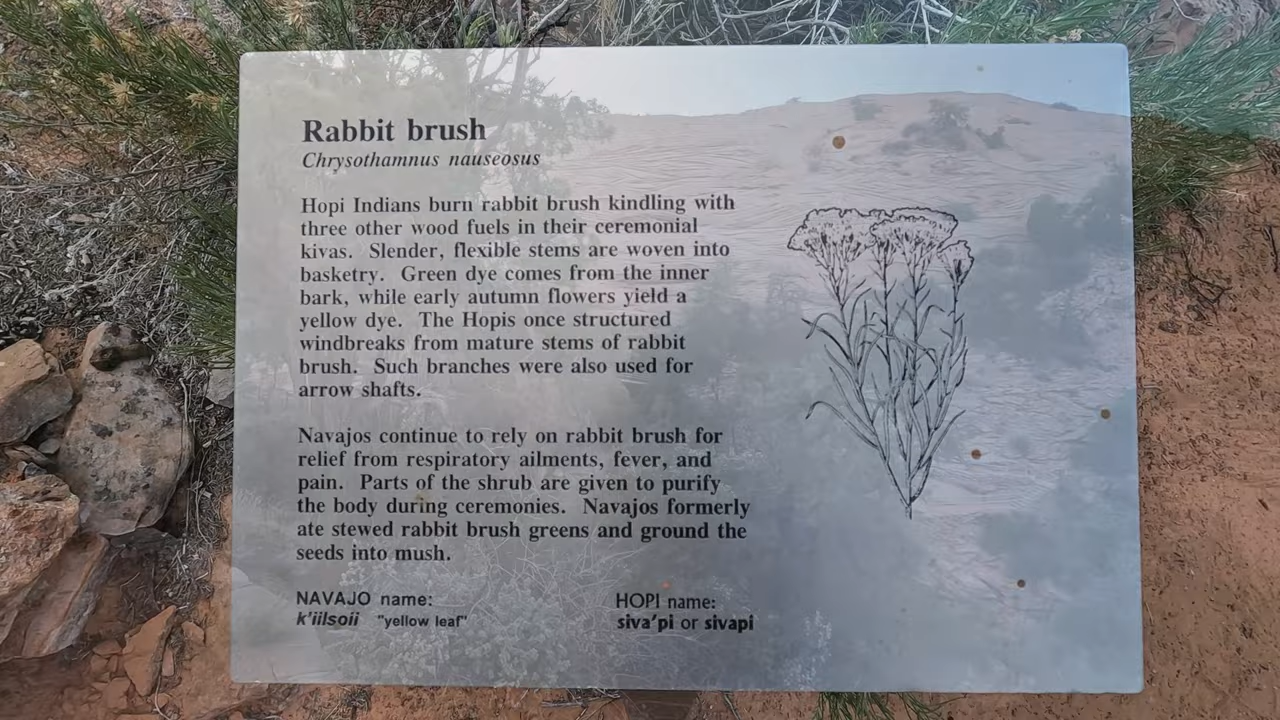 Rabbit brush
Chrysothamnus nauseosus
Hopi Indians burn rabbit brush kindling with
three other wood fuels in their ceremonial
kivas. Slender, flexible stems are woven into
basketry. Green dye comes from the inner
bark, while early autumn flowers yield a
yellow dye. The Hopis once structured
windbreaks from mature stems of rabbit
brush. Such branches were also used for
arrow shafts.
Navajos continue to rely on rabbit brush for
relief from respiratory ailments, fever, and
pain. Parts of the shrub are given to purify
the body during ceremonies. Navajos formerly
ate stewed rabbit brush greens and ground the
seeds into mush.
NAVAJO name:
k'iilsoii "yellow leaf"
HOPI name:
siva'pi or sivapi